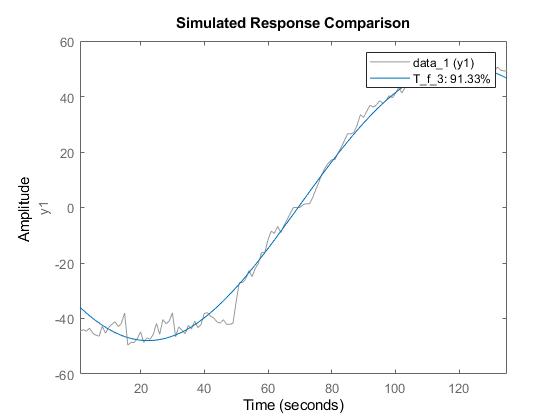 Simulated Response Comparison
60
data_1 (y1)
T_f_3: 91.33%
40
20
0
-20
-40
-60
Amplitude
y1
20 40 60 80 100 120
Time (seconds)